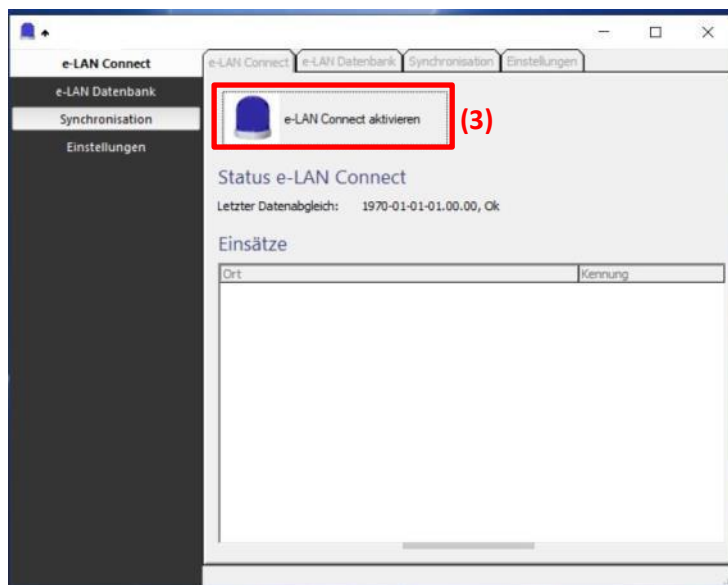 e-LAN Connect
e-LAN Datenbank
Synchronisation
Einstellungen
e-LAN Connect e-LAN Datenbank Synchronisation Einstellungen
e-LAN Connect aktivieren
(3)
Status e-LAN Connect
Letzter Datenabgleich: 1970-01-01-01.00.00, Ok
Einsätze
Ort Kennung